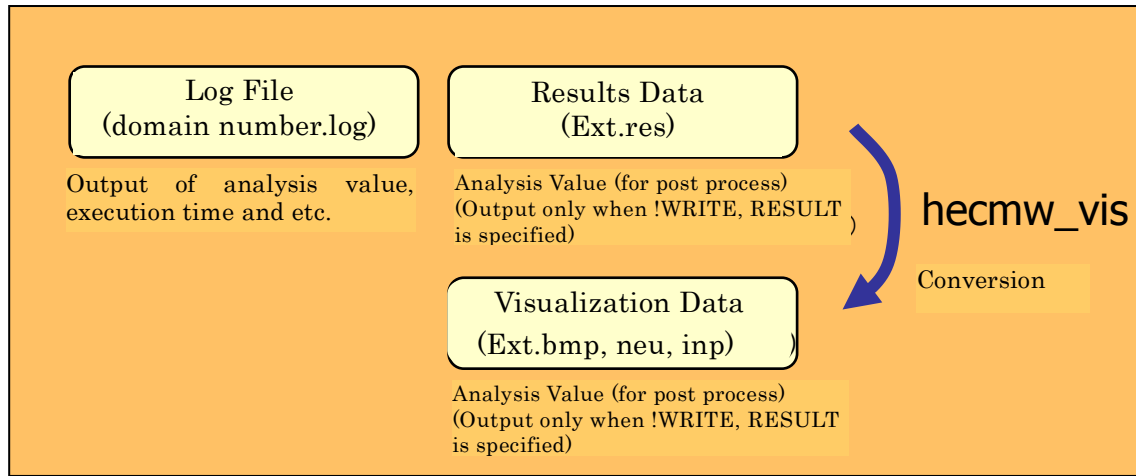 Log File
(domain number.log)
Output of analysis value,
execution time and etc.
Results Data
(Ext.res)
Analysis Value (for post process)
(Output only when !WRITE, RESULT
is specified)
)
hecmw_vis
Conversion
Visualization Data
(Ext.bmp, neu, inp)
)
Analysis Value (for post process)
(Output only when !WRITE, RESULT
is specified)